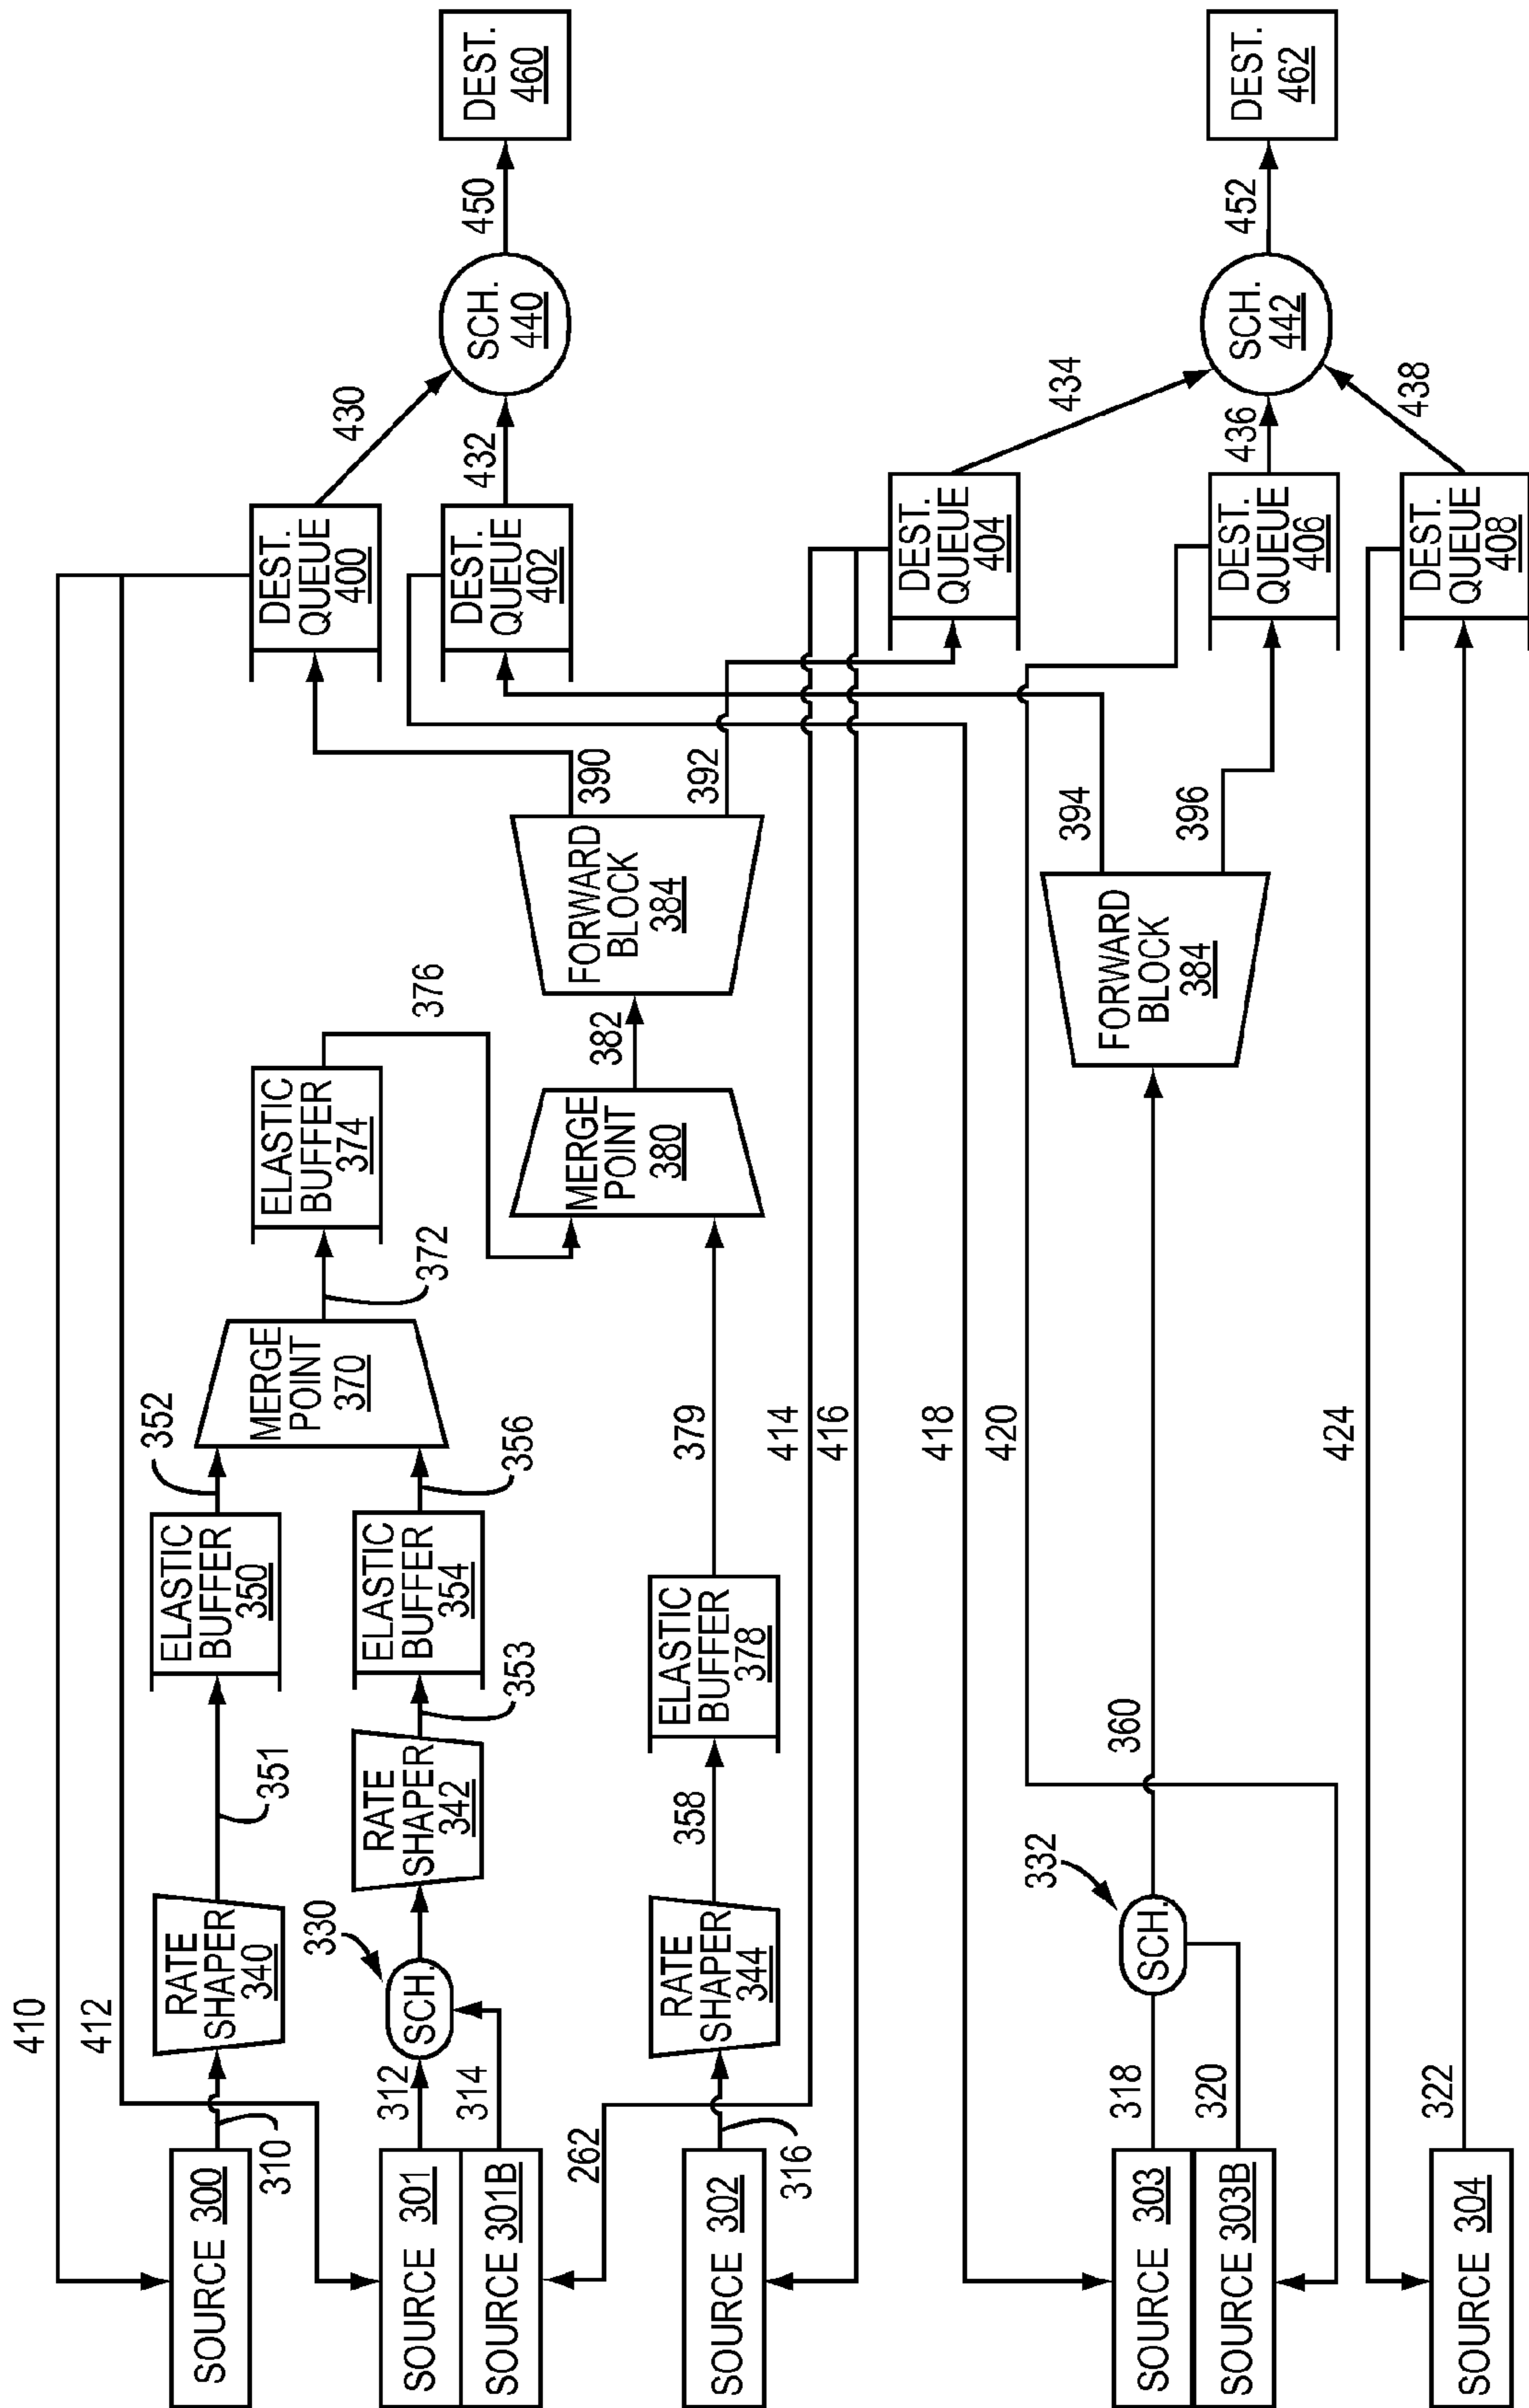 410
412
SOURCE 300
310
RATE
SHAPER
340
351
ELASTIC
BUFFER
350
352
SOURCE 301
SOURCE 301B
312
314
SCH.
330
RATE
SHAPER
342
353
ELASTIC
BUFFER
354
356
MERGE
POINT
370
372
ELASTIC
BUFFER
374
376
262
SOURCE 302
316
RATE
SHAPER
344
358
ELASTIC
BUFFER
378
379
MERGE
POINT
380
382
FORWARD
BLOCK
384
390
392
414
416
418
420
SOURCE 303
SOURCE 303B
318
320
SCH.
332
360
FORWARD
BLOCK
384
394
396
SOURCE 304
322
424
DEST.
QUEUE
400
DEST.
QUEUE
402
DEST.
QUEUE
404
DEST.
QUEUE
406
DEST.
QUEUE
408
430
432
434
436
438
SCH.
440
SCH.
442
450
452
DEST.
460
DEST.
462